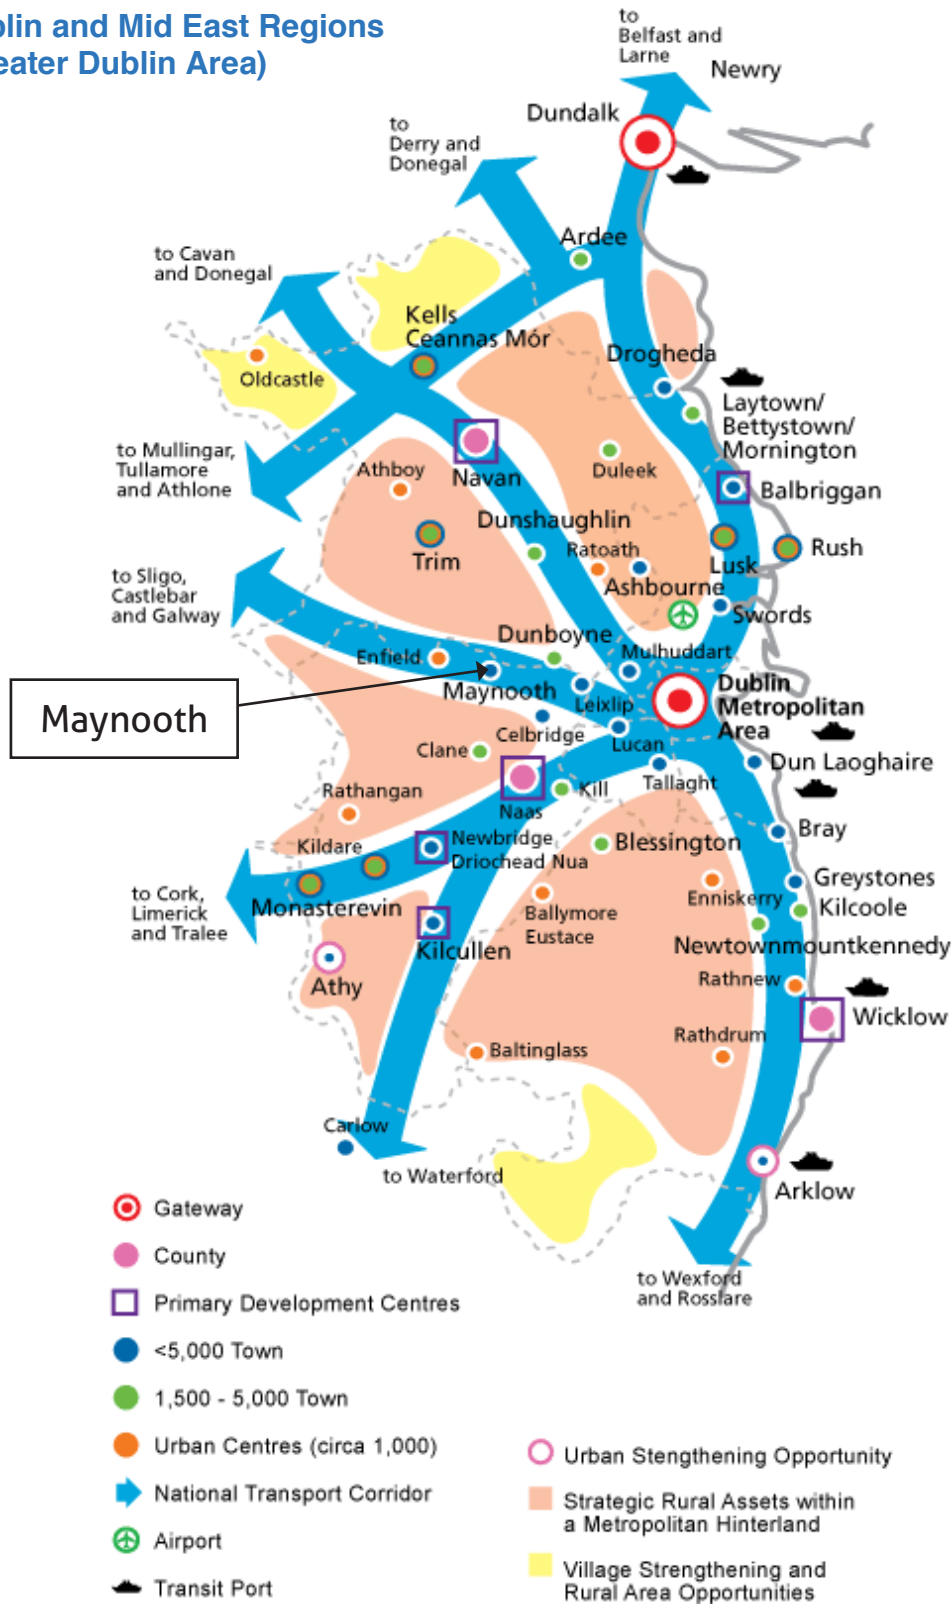 blin and Mid East Regions
eater Dublin Area)
to
Belfast and
Larne
Newry
Dundalk
to
Derry and
Donegal
Ardee
to Cavan
and Donegal
Kells
Ceannas Mór
Drogheda
Oldcastle
Laytown/
Bettystown/
Mornington
to Mullingar,
Tullamore
and Athlone
Athboy
Navan
Duleek
Balbriggan
Dunshaughlin
Trim
Ratoath
Lusk
Rush
Ashbourne
to Sligo,
Castlebar
and Galway
Swords
Dunboyne
Enfield
Mulhuddart
Maynooth
Maynooth
Leixlip
Dublin
Metropolitan
Area
Celbridge
Lucan
Clane
Dun Laoghaire
Tallaght
Rathangan
Kill
Naas
Bray
Kildare
Newbridge
Driochead Nua
Blessington
to Cork,
Limerick
and Tralee
Monasterevin
Greystones
Enniskerry
Kilcoole
Ballymore
Eustace
Kilcullen
Newtownmountkennedy
Athy
Rathnew
Wicklow
Rathdrum
Baltinglass
Carlow
to Waterford
Arklow
to Wexford
and Rosslare
Gateway
County
Primary Development Centres
<5,000 Town
1,500 - 5,000 Town
Urban Centres (circa 1,000)
National Transport Corridor
Airport
Transit Port
Urban Stengthening Opportunity
Strategic Rural Assets within
a Metropolitan Hinterland
Village Strengthening and
Rural Area Opportunities